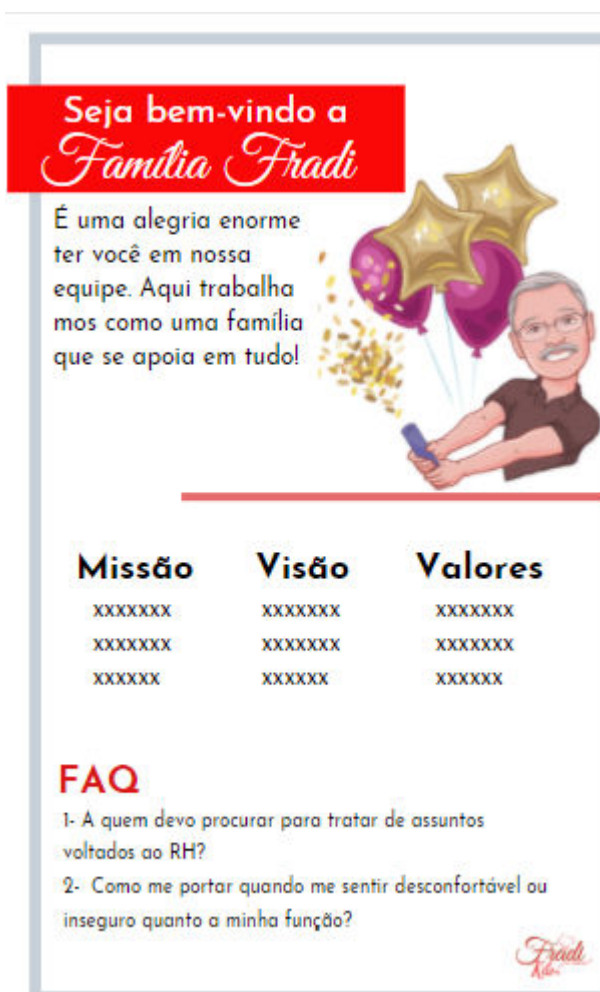 Seja bem-vindo a
Família Fradi
É uma alegria enorme
ter você em nossa
equipe. Aqui trabalha
mos como uma família
que se apoia em tudo!
Missão Visão Valores
xxxxxxx xxxxxxx xxxxxxx
xxxxxxx xxxxxxx xxxxxxx
xxxxxx xxxxxx xxxxxx
FAQ
1- A quem devo procurar para tratar de assuntos
voltados ao RH?
2- Como me portar quando me sentir desconfortável ou
inseguro quanto a minha função?
Fradi